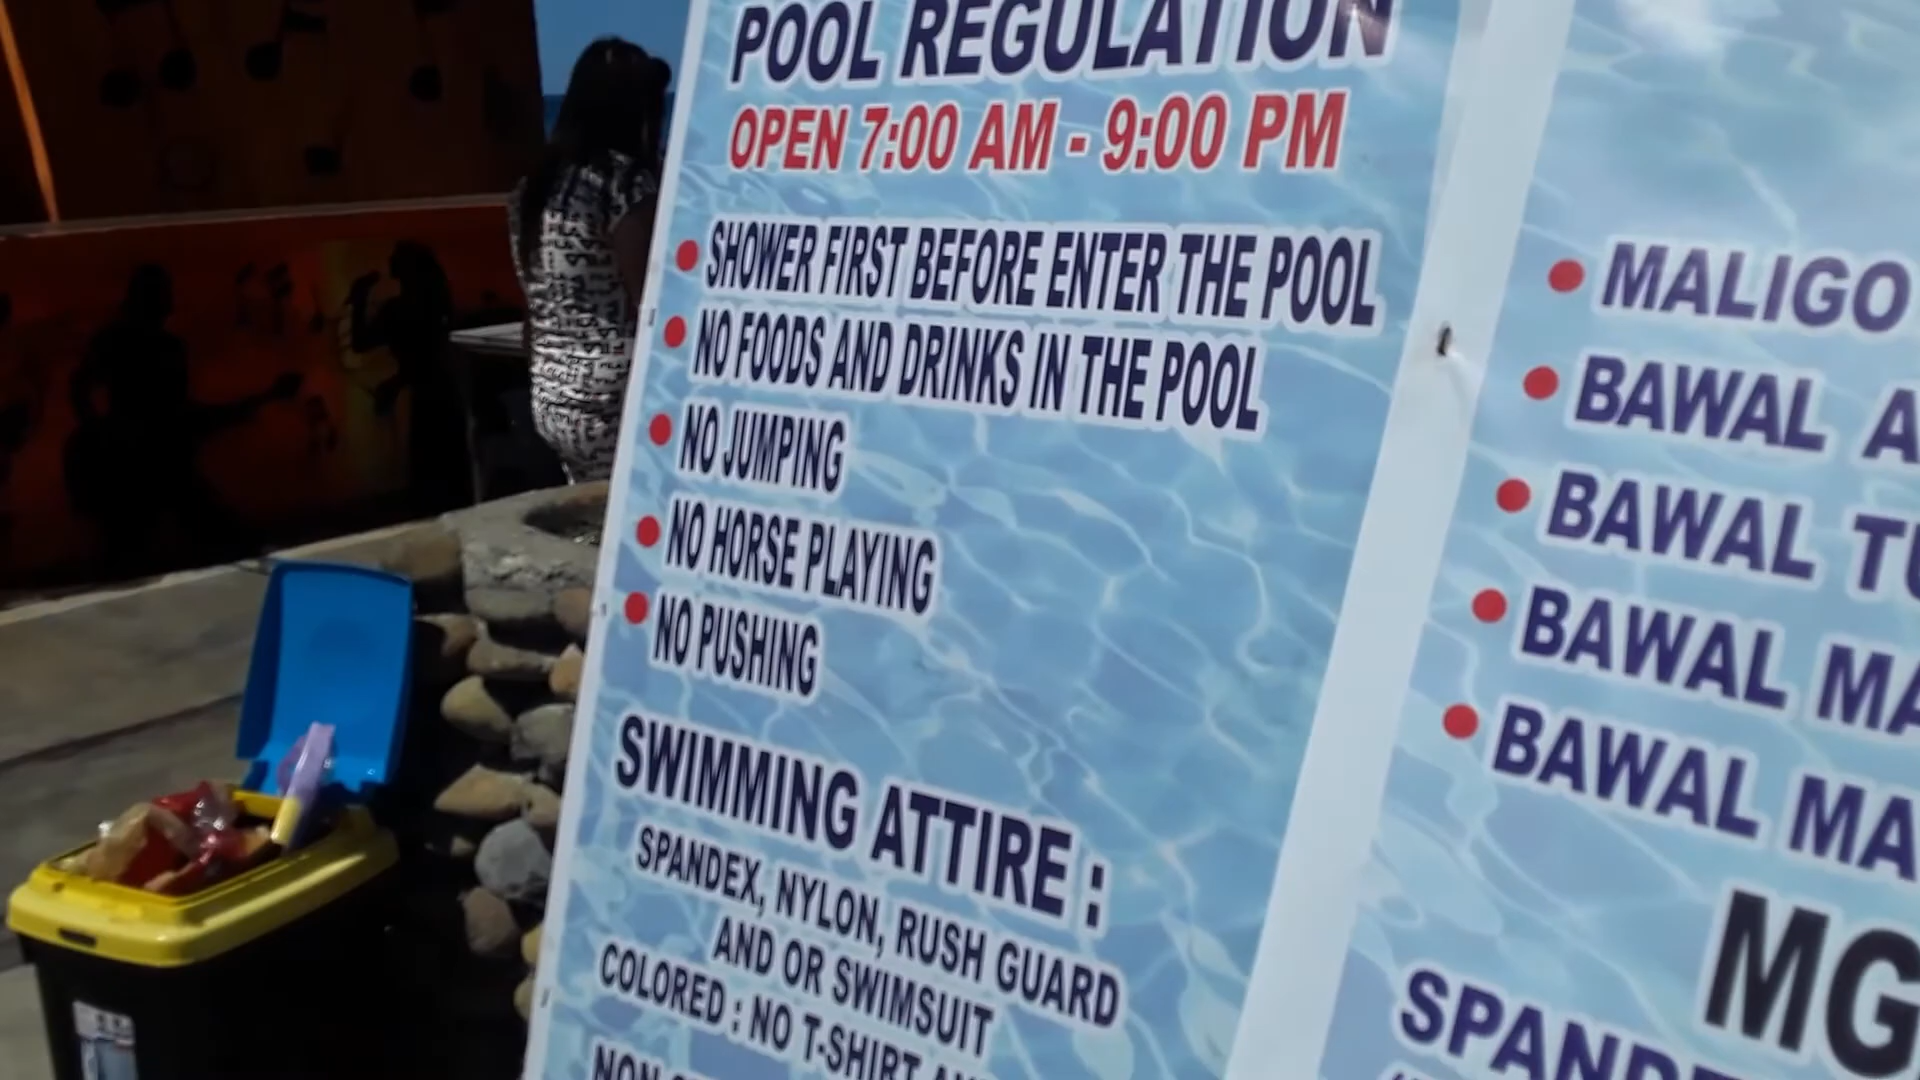 POOL REGULATION
OPEN 7:00 AM - 9:00 PM
• SHOWER FIRST BEFORE ENTER THE POOL
• NO FOODS AND DRINKS IN THE POOL
• NO JUMPING
• NO HORSE PLAYING
• NO PUSHING
SWIMMING ATTIRE :
SPANDEX, NYLON, RUSH GUARD
AND OR SWIMSUIT
COLORED : NO T-SHIRT
• MALIGO
• BAWAL
• BAWAL
• BAWAL
• BAWAL